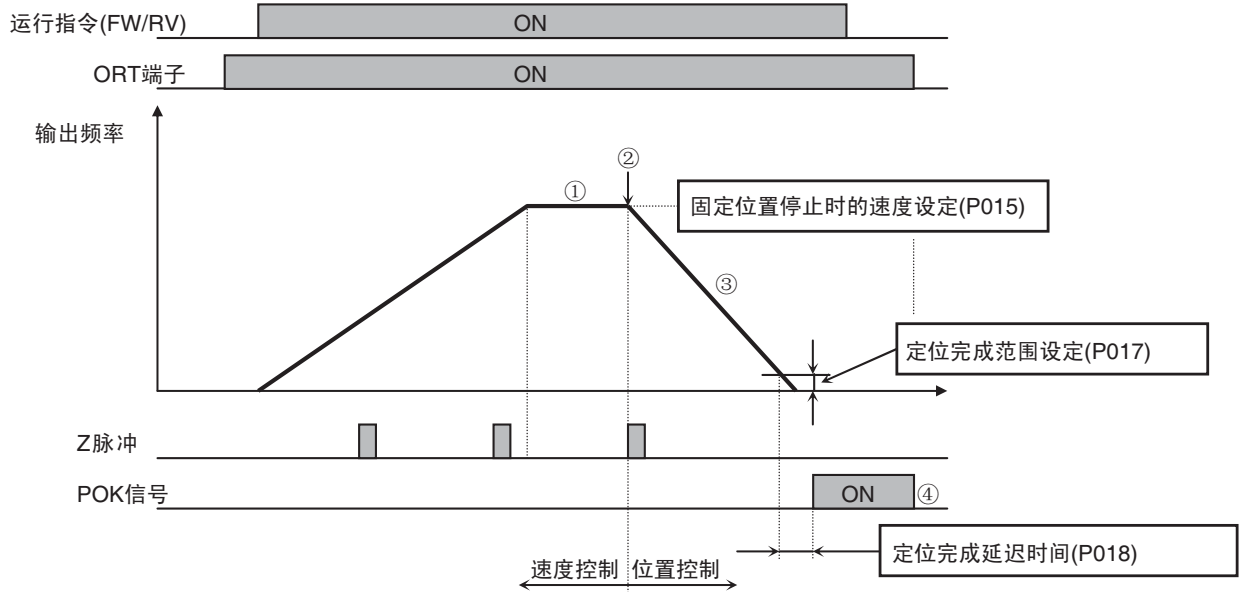 运行指令(FW/RV)
ON
ORT端子
ON
输出频率
②
①
固定位置停止时的速度设定(P015)
③
定位完成范围设定(P017)
Z脉冲
POK信号
ON
④
定位完成延迟时间(P018)
速度控制
位置控制